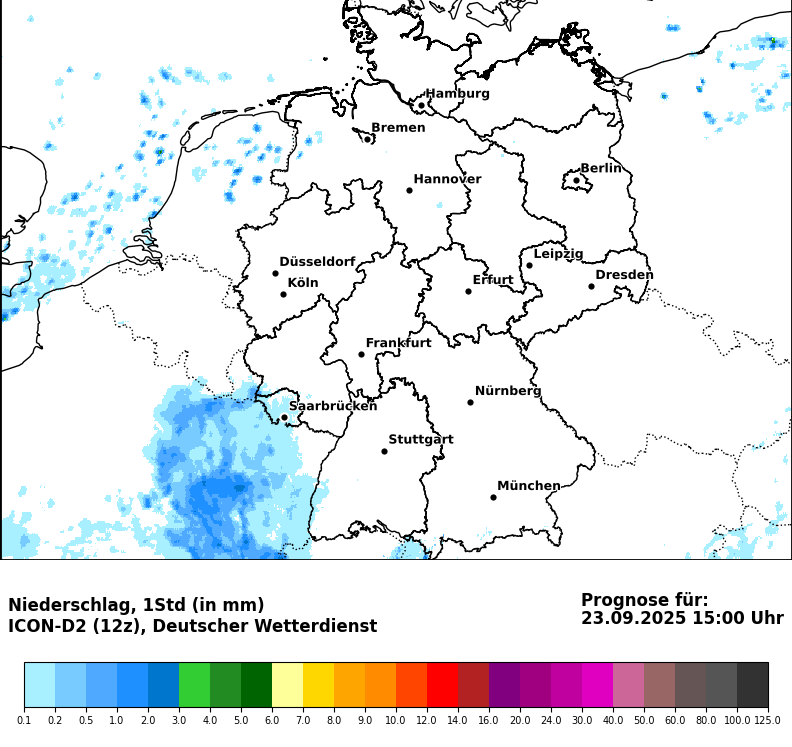 Hamburg
Bremen
Berlin
Hannover
Leipzig
Düsseldorf
Dresden
Köln
Erfurt
Frankfurt
Nürnberg
Saarbrücken
Stuttgart
München
Niederschlag, 1Std (in mm)
ICON-D2 (12z), Deutscher Wetterdienst
Prognose für:
23.09.2025 15:00 Uhr
0.1 0.2 0.5 1.0 2.0 3.0 4.0 5.0 6.0 7.0 8.0 9.0 10.0 12.0 14.0 16.0 20.0 24.0 30.0 40.0 50.0 60.0 80.0 100.0 125.0